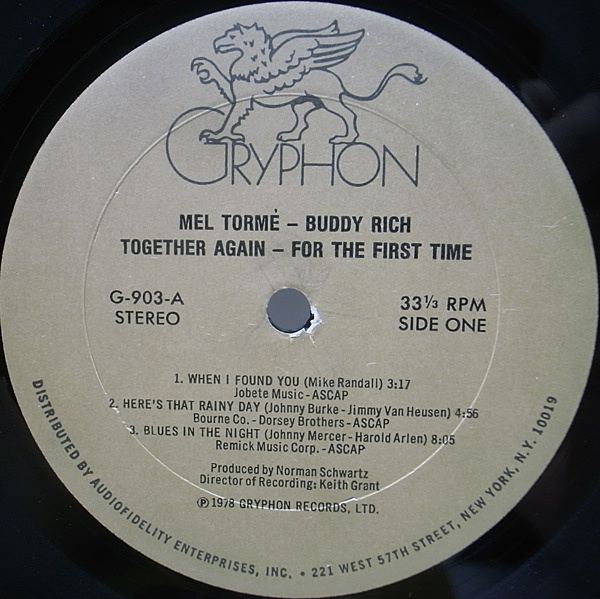 GRYPHON
MEL TORMÉ – BUDDY RICH
TOGETHER AGAIN – FOR THE FIRST TIME
G-903-A
STEREO
33⅓ RPM
SIDE ONE
1. WHEN I FOUND YOU (Mike Randall) 3:17
Jobete Music - ASCAP
2. HERE'S THAT RAINY DAY (Johnny Burke - Jimmy Van Heusen) 4:56
Bourne Co. - Dorsey Brothers - ASCAP
3. BLUES IN THE NIGHT (Johnny Mercer - Harold Arlen) 8:05
Remick Music Corp. - ASCAP
Produced by Norman Schwartz
Director of Recording: Keith Grant
℗ 1978 GRYPHON RECORDS, LTD.
DISTRIBUTED BY AUDIOFIDELITY ENTERPRISES, INC. • 221 WEST 57TH STREET, NEW YORK, N.Y. 10019